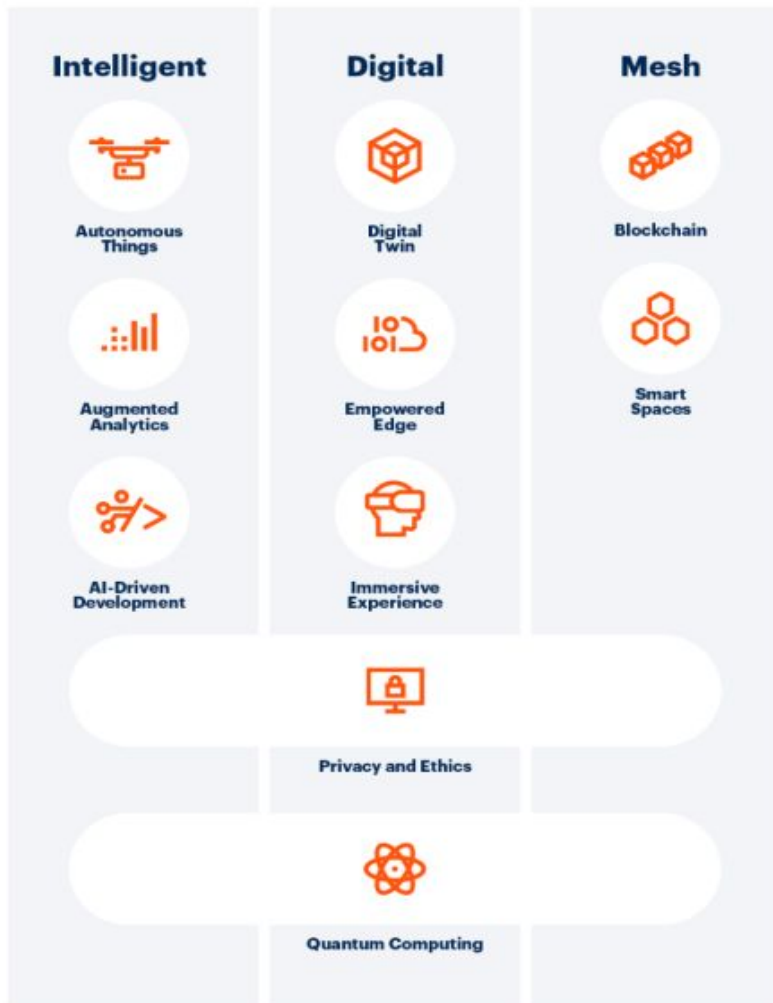 Intelligent
Autonomous
Things
Augmented
Analytics
AI-Driven
Development
Digital
Digital
Twin
Empowered
Edge
Immersive
Experience
Mesh
Blockchain
Smart
Spaces
Privacy and Ethics
Quantum Computing